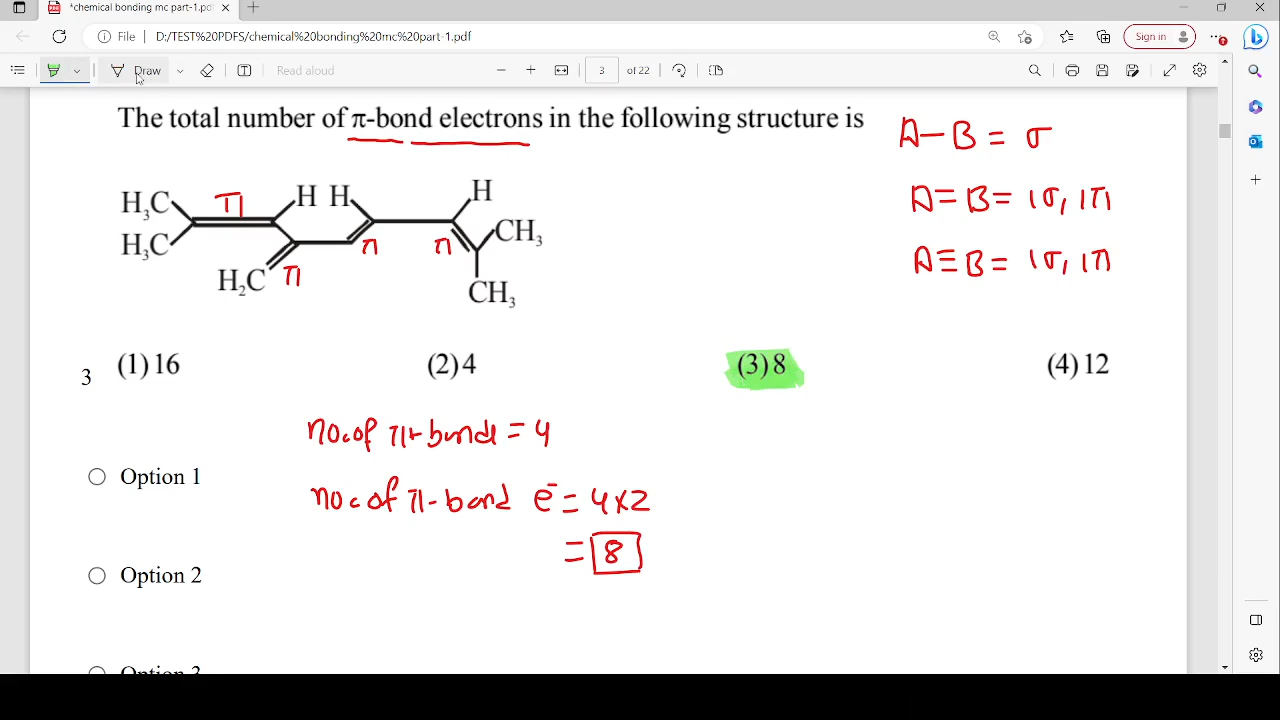 *chemical bonding mc part-1.pdf
File D:/TEST%20PDFS/chemical%20bonding%20mc%20part-1.pdf
Sign in
Draw
Read aloud
3 of 22
The total number of π-bond electrons in the following structure is
A—B = σ
A=B= 1σ, 1π
A≡B= 1σ, 1π
H₃C
H₃C
π
H H
H
CH₃
π
π
π
H₂C
CH₃
3
(1) 16 (2) 4 (3) 8 (4) 12
no. of π-bonds = 4
no. of π-bond e⁻ = 4×2
= 8
Option 1
Option 2